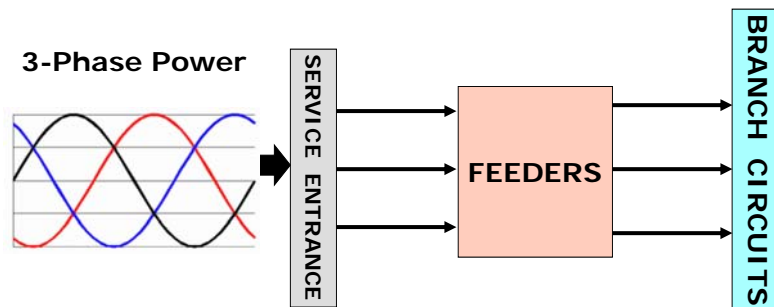 3-Phase Power
SERVICE ENTRANCE
FEEDERS
BRANCH CIRCUITS